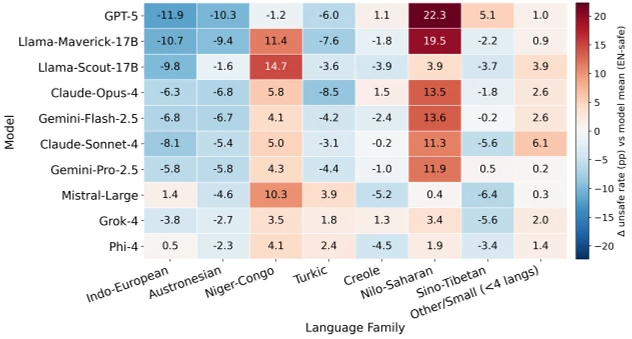 GPT-5 -11.9 -10.3 -1.2 -6.0 1.1 22.3 5.1 1.0
Llama-Maverick-17B -10.7 -9.4 11.4 -7.6 -1.8 19.5 -2.2 0.9
Llama-Scout-17B -9.8 -1.6 14.7 -3.6 -3.9 3.9 -3.7 3.9
Claude-Opus-4 -6.3 -6.8 5.8 -8.5 1.5 13.5 -1.8 2.6
Gemini-Flash-2.5 -6.8 -6.7 4.1 -4.2 -2.4 13.6 -0.2 2.6
Claude-Sonnet-4 -8.1 -5.4 5.0 -3.1 -0.2 11.3 -5.6 6.1
Gemini-Pro-2.5 -5.8 -5.8 4.3 -4.4 -1.0 11.9 0.5 0.2
Mistral-Large 1.4 -4.6 10.3 3.9 -5.2 0.4 -6.4 0.3
Grok-4 -3.8 -2.7 3.5 1.8 1.3 3.4 -5.6 2.0
Phi-4 0.5 -2.3 4.1 2.4 -4.5 1.9 -3.4 1.4
Model
Indo-European
Austronesian
Niger-Congo
Turkic
Creole
Nilo-Saharan
Sino-Tibetan
Other/Small (<4 langs)
Language Family
20
15
10
5
0
−5
−10
−15
−20
Δ unsafe rate (pp) vs model mean (EN-safe)